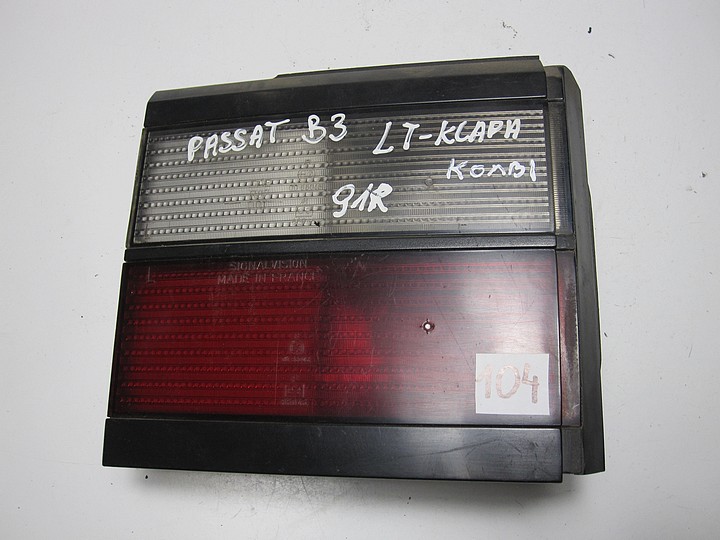 PASSAT B3 LT-KLAPA
KOMBI
91R
L
SIGNALVISION
MADE IN FRANCE
104